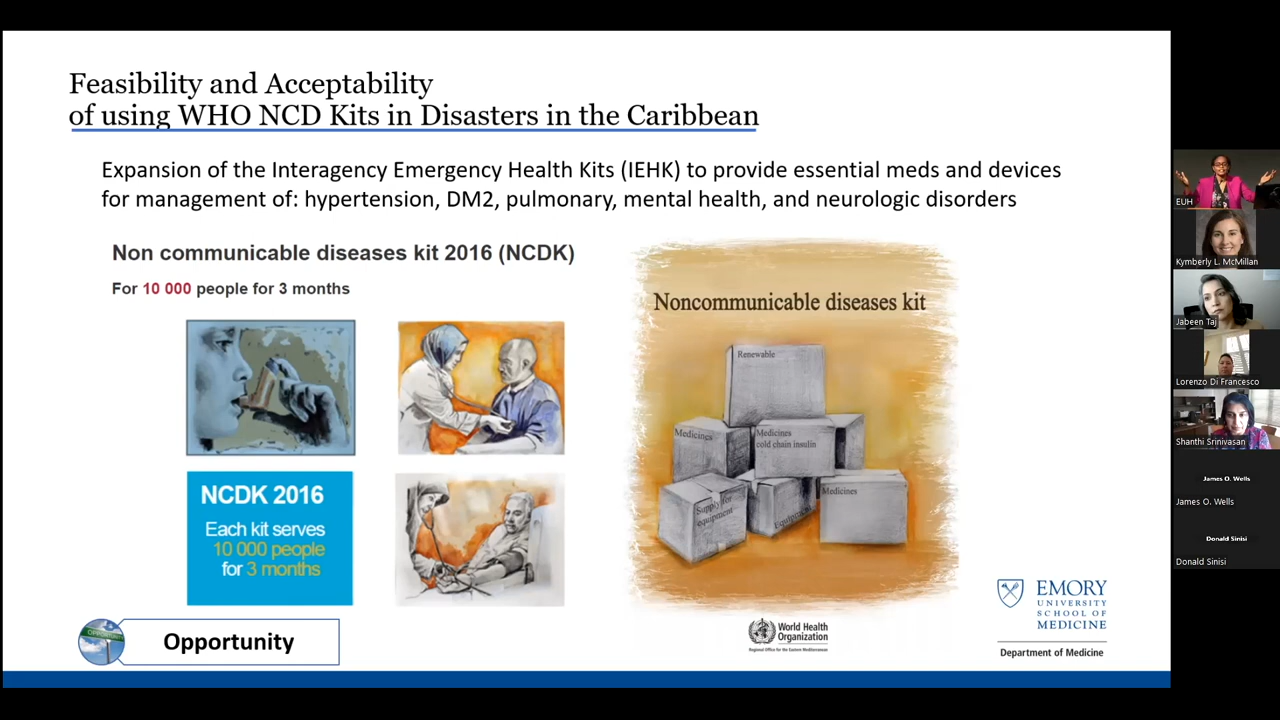 Feasibility and Acceptability
of using WHO NCD Kits in Disasters in the Caribbean
Expansion of the Interagency Emergency Health Kits (IEHK) to provide essential meds and devices
for management of: hypertension, DM2, pulmonary, mental health, and neurologic disorders
Non communicable diseases kit 2016 (NCDK)
For 10 000 people for 3 months
NCDK 2016
Each kit serves
10 000 people
for 3 months
Noncommunicable diseases kit
Renewable
Medicines
Medicines
cold chain insulin
Supply for
equipment
Equipment
Medicines
OPPORTUNITY
Opportunity
World Health
Organization
Regional Office for the Eastern Mediterranean
EMORY
UNIVERSITY
SCHOOL OF
MEDICINE
Department of Medicine
EUH
Kymberly L. McMillan
Jabeen Taj
Lorenzo Di Francesco
Shanthi Srinivasan
James O. Wells
James O. Wells
Donald Sinisi
Donald Sinisi